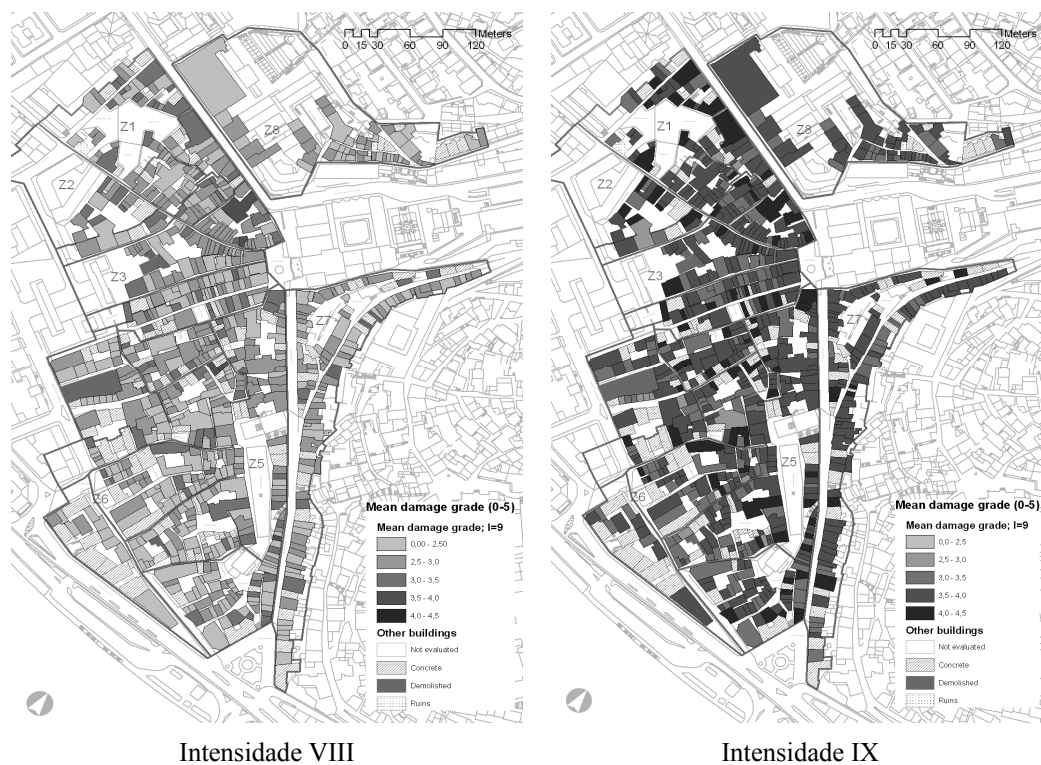 Meters
0 15 30 60 90 120
Z1
Z8
Z2
Z3
Z7
Z5
Z6
Mean damage grade (0-5)
Mean damage grade; I=9
0,00 - 2,50
2,5 - 3,0
3,0 - 3,5
3,5 - 4,0
4,0 - 4,5
Other buildings
Not evaluated
Concrete
Demolished
Ruins
Intensidade VIII
Meters
0 15 30 60 90 120
Z1
Z8
Z2
Z3
Z7
Z5
Z6
Mean damage grade (0-5)
Mean damage grade; I=9
0,0 - 2,5
2,5 - 3,0
3,0 - 3,5
3,5 - 4,0
4,0 - 4,5
Other buildings
Not evaluated
Concrete
Demolished
Ruins
Intensidade IX